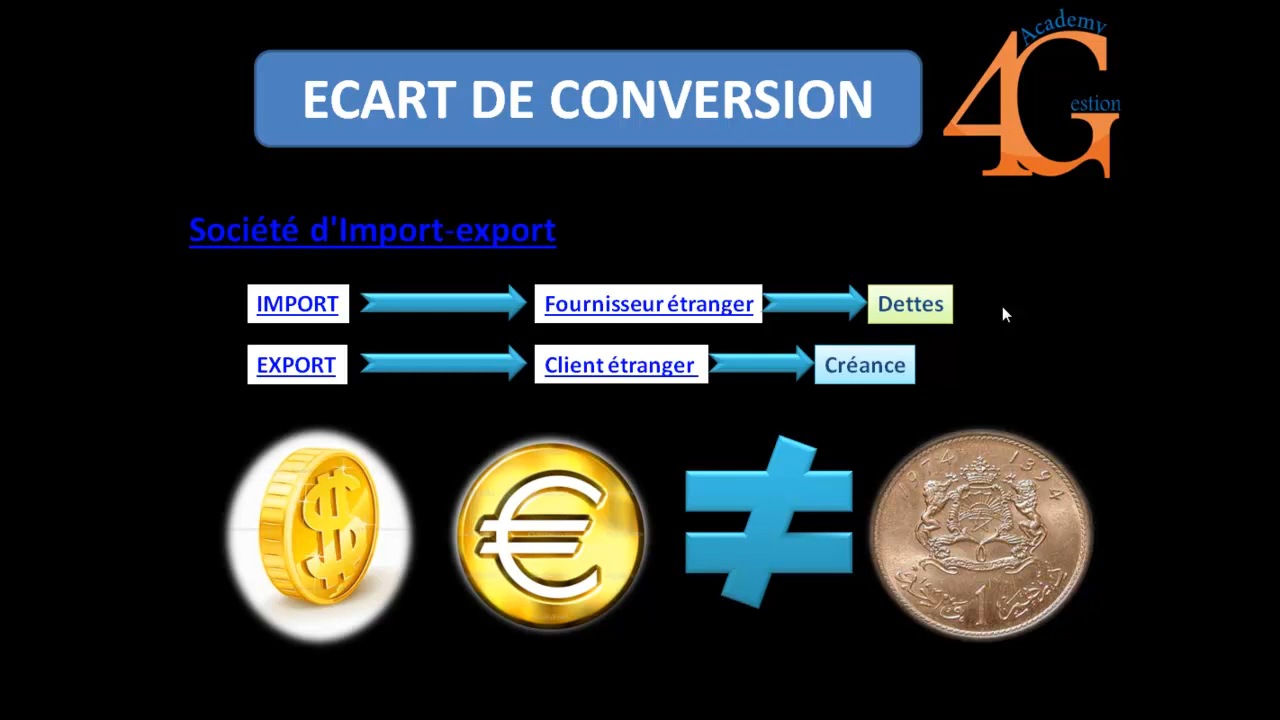 Academy
4G
estion
ECART DE CONVERSION
Société d'Import-export
IMPORT
Fournisseur étranger
Dettes
EXPORT
Client étranger
Créance
1974 1394
1